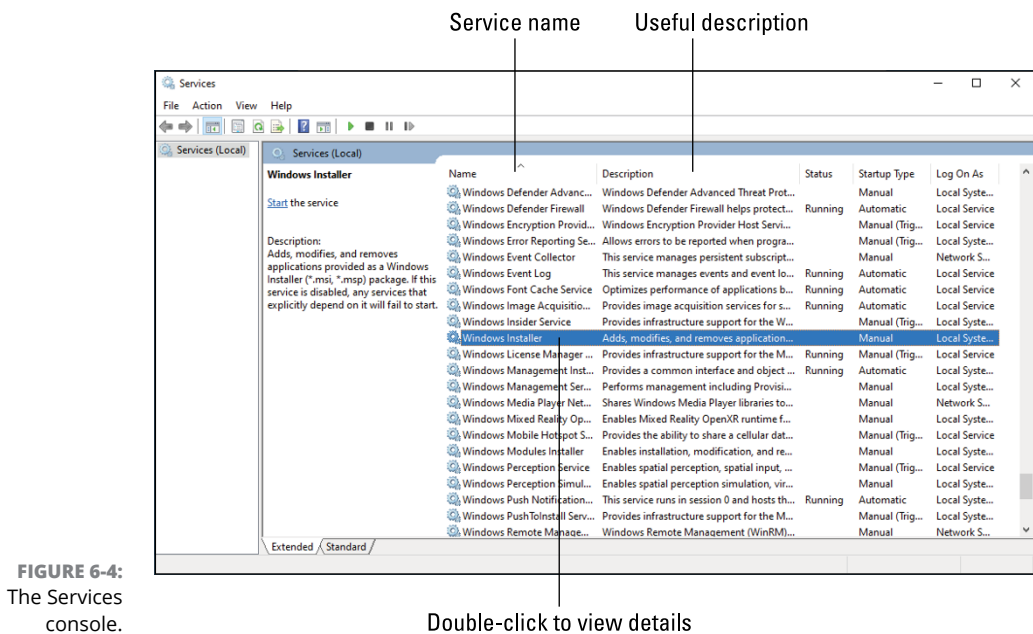 Service name Useful description
Services
File Action View Help
Services (Local) Services (Local)
Windows Installer
Start the service
Description:
Adds, modifies, and removes
applications provided as a Windows
Installer (*.msi, *.msp) package. If this
service is disabled, any services that
explicitly depend on it will fail to start.
Name Description Status Startup Type Log On As
Windows Defender Advanc... Windows Defender Advanced Threat Prot... Manual Local Syste...
Windows Defender Firewall Windows Defender Firewall helps protect... Running Automatic Local Service
Windows Encryption Provid... Windows Encryption Provider Host Servi... Manual (Trig... Local Service
Windows Error Reporting Se... Allows errors to be reported when progra... Manual Local Syste...
Windows Event Collector This service manages persistent subscript... Manual Network S...
Windows Event Log This service manages events and event lo... Running Automatic Local Service
Windows Font Cache Service Optimizes performance of applications b... Running Automatic Local Service
Windows Image Acquisitio... Provides image acquisition services for s... Running Automatic Local Service
Windows Insider Service Provides infrastructure support for the W... Manual (Trig... Local Syste...
Windows Installer Adds, modifies, and removes application... Manual Local Syste...
Windows License Manager ... Provides infrastructure support for the M... Running Manual (Trig... Local Service
Windows Management Inst... Provides a common interface and object ... Running Automatic Local Syste...
Windows Management Ser... Performs management including Provisi... Manual Local Syste...
Windows Media Player Net... Shares Windows Media Player libraries to... Manual Network S...
Windows Mixed Reality Op... Enables Mixed Reality OpenXR runtime f... Manual Local Syste...
Windows Mobile Hotspot S... Provides the ability to share a cellular dat... Manual (Trig... Local Service
Windows Modules Installer Enables installation, modification, and re... Manual Local Syste...
Windows Perception Service Enables spatial perception, spatial input, ... Manual (Trig... Local Service
Windows Perception Simul... Enables spatial perception simulation, vir... Manual Local Syste...
Windows Push Notification... This service runs in session 0 and hosts th... Running Automatic Local Syste...
Windows PushToInstall Serv... Provides infrastructure support for the M... Manual (Trig... Local Syste...
Windows Remote Manage... Windows Remote Management (WinRM)... Manual Network S...
Extended Standard
Double-click to view details
FIGURE 6-4:
The Services
console.